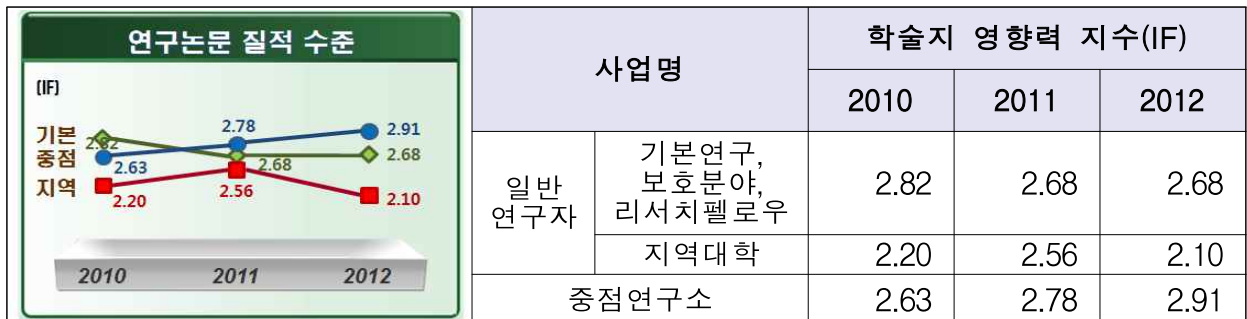 연구논문 질적 수준
(IF)
기본
중점
지역
2.82
2.63
2.20
2.78
2.68
2.56
2.91
2.68
2.10
2010 2011 2012
사업명 학술지 영향력 지수(IF)
2010 2011 2012
일반
연구자
기본연구,
보호분야,
리서치펠로우
2.82 2.68 2.68
지역대학 2.20 2.56 2.10
중점연구소 2.63 2.78 2.91